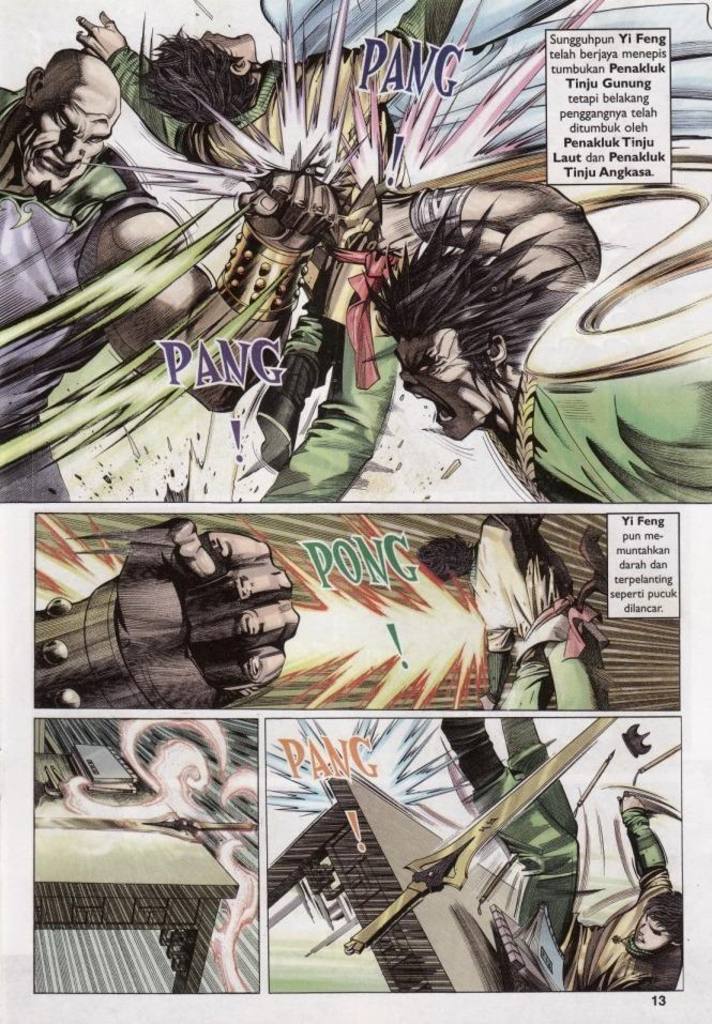 PANG
!
Sungguhpun Yi Feng
telah berjaya menepis
tumbukan Penakluk
Tinju Gunung
tetapi belakang
penggangnya telah
ditumbuk oleh
Penakluk Tinju
Laut dan Penakluk
Tinju Angkasa.
PANG
!
PONG
!
Yi Feng
pun me-
muntahkan
darah dan
terpelanting
seperti pucuk
dilancar.
PANG
!
13